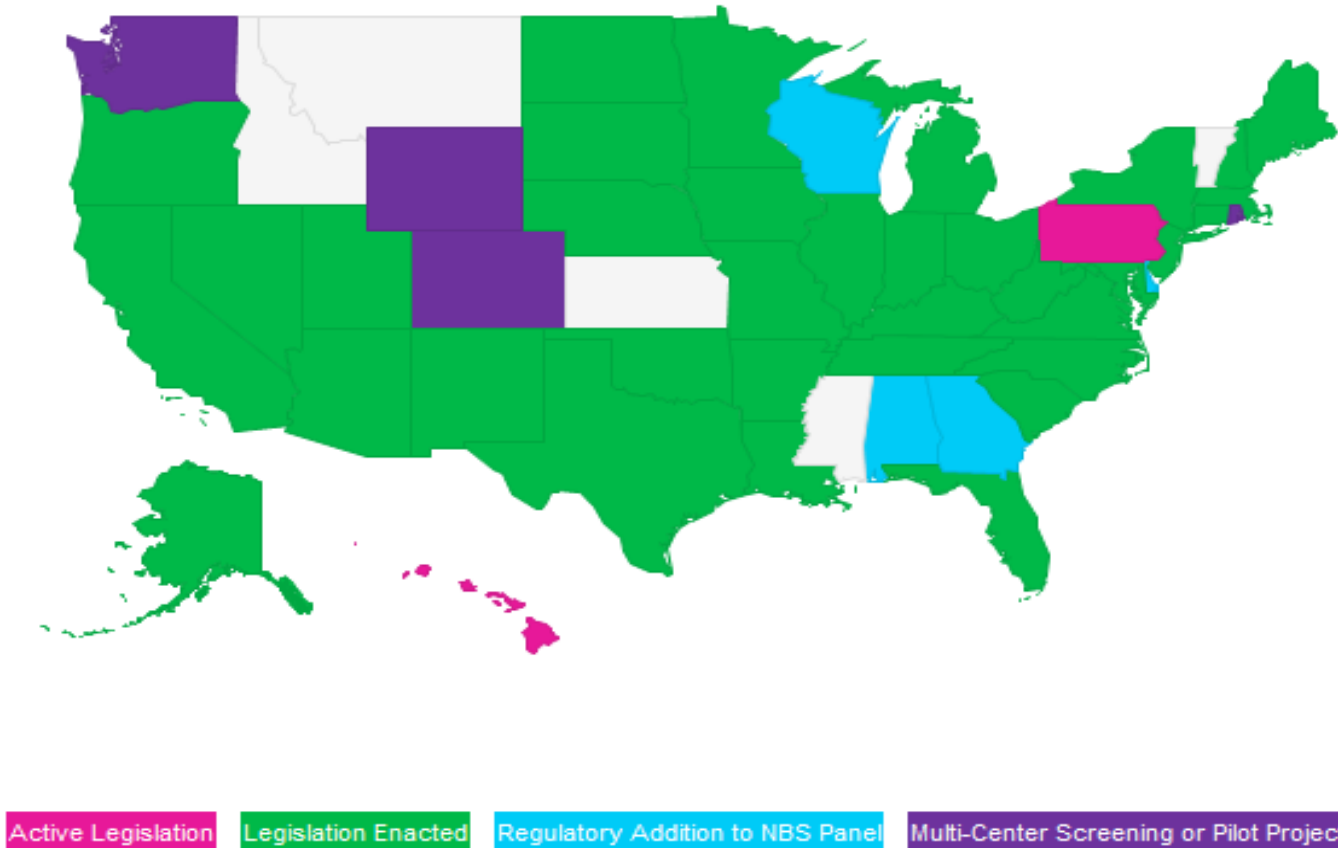 Active Legislation
Legislation Enacted
Regulatory Addition to NBS Panel
Multi-Center Screening or Pilot Projec